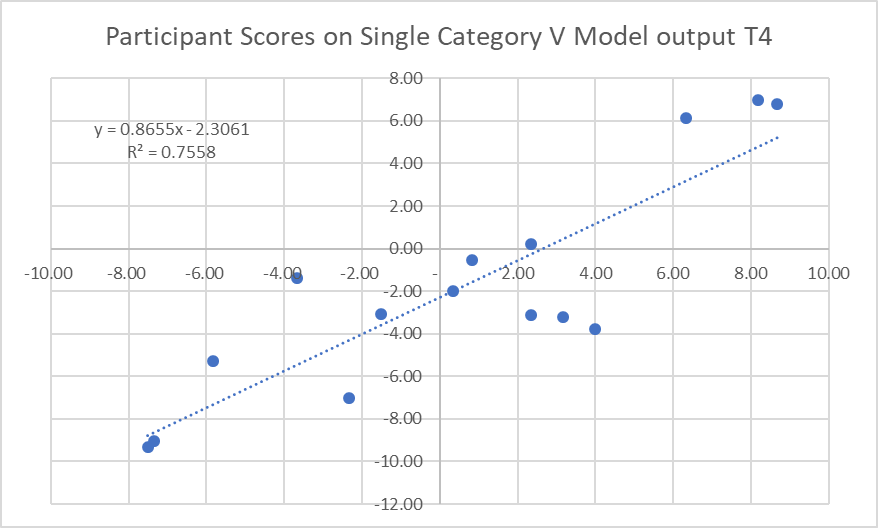 Participant Scores on Single Category V Model output T4
8.00
y = 0.8655x - 2.3061
R² = 0.7558
6.00
4.00
2.00
0.00
-10.00 -8.00 -6.00 -4.00 -2.00 - 2.00 4.00 6.00 8.00 10.00
-2.00
-4.00
-6.00
-8.00
-10.00
-12.00